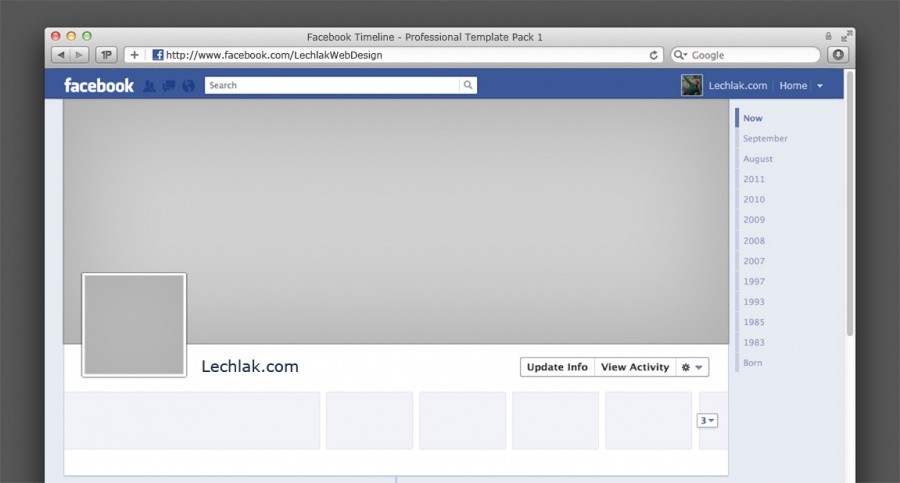 Facebook Timeline - Professional Template Pack 1
1P
http://www.facebook.com/LechlakWebDesign
Google
facebook
Search
Lechlak.com
Home
Now
September
August
2011
2010
2009
2008
2007
1997
1993
1985
1983
Born
Lechlak.com
Update Info
View Activity
3